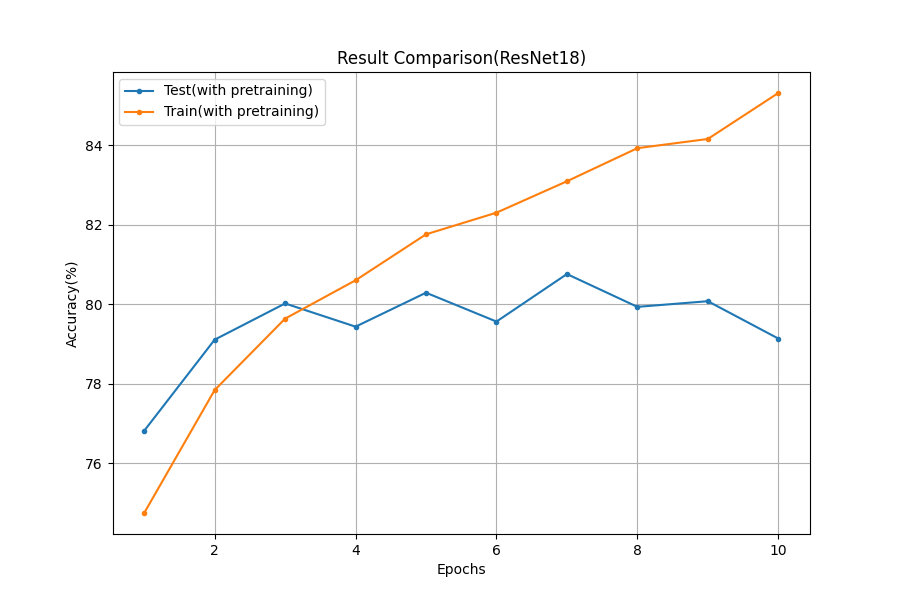 Result Comparison(ResNet18)
Test(with pretraining)
Train(with pretraining)
84
82
80
78
76
Accuracy(%)
2
4
6
8
10
Epochs